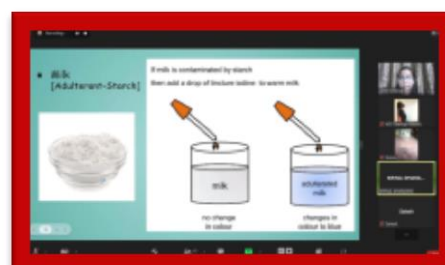 Milk
[Adulterant-Starch]
if milk is contaminated by starch
then add a drop of tincture iodine to warm milk
milk
adulterated
milk
no change
in colour
changes in
colour is blue